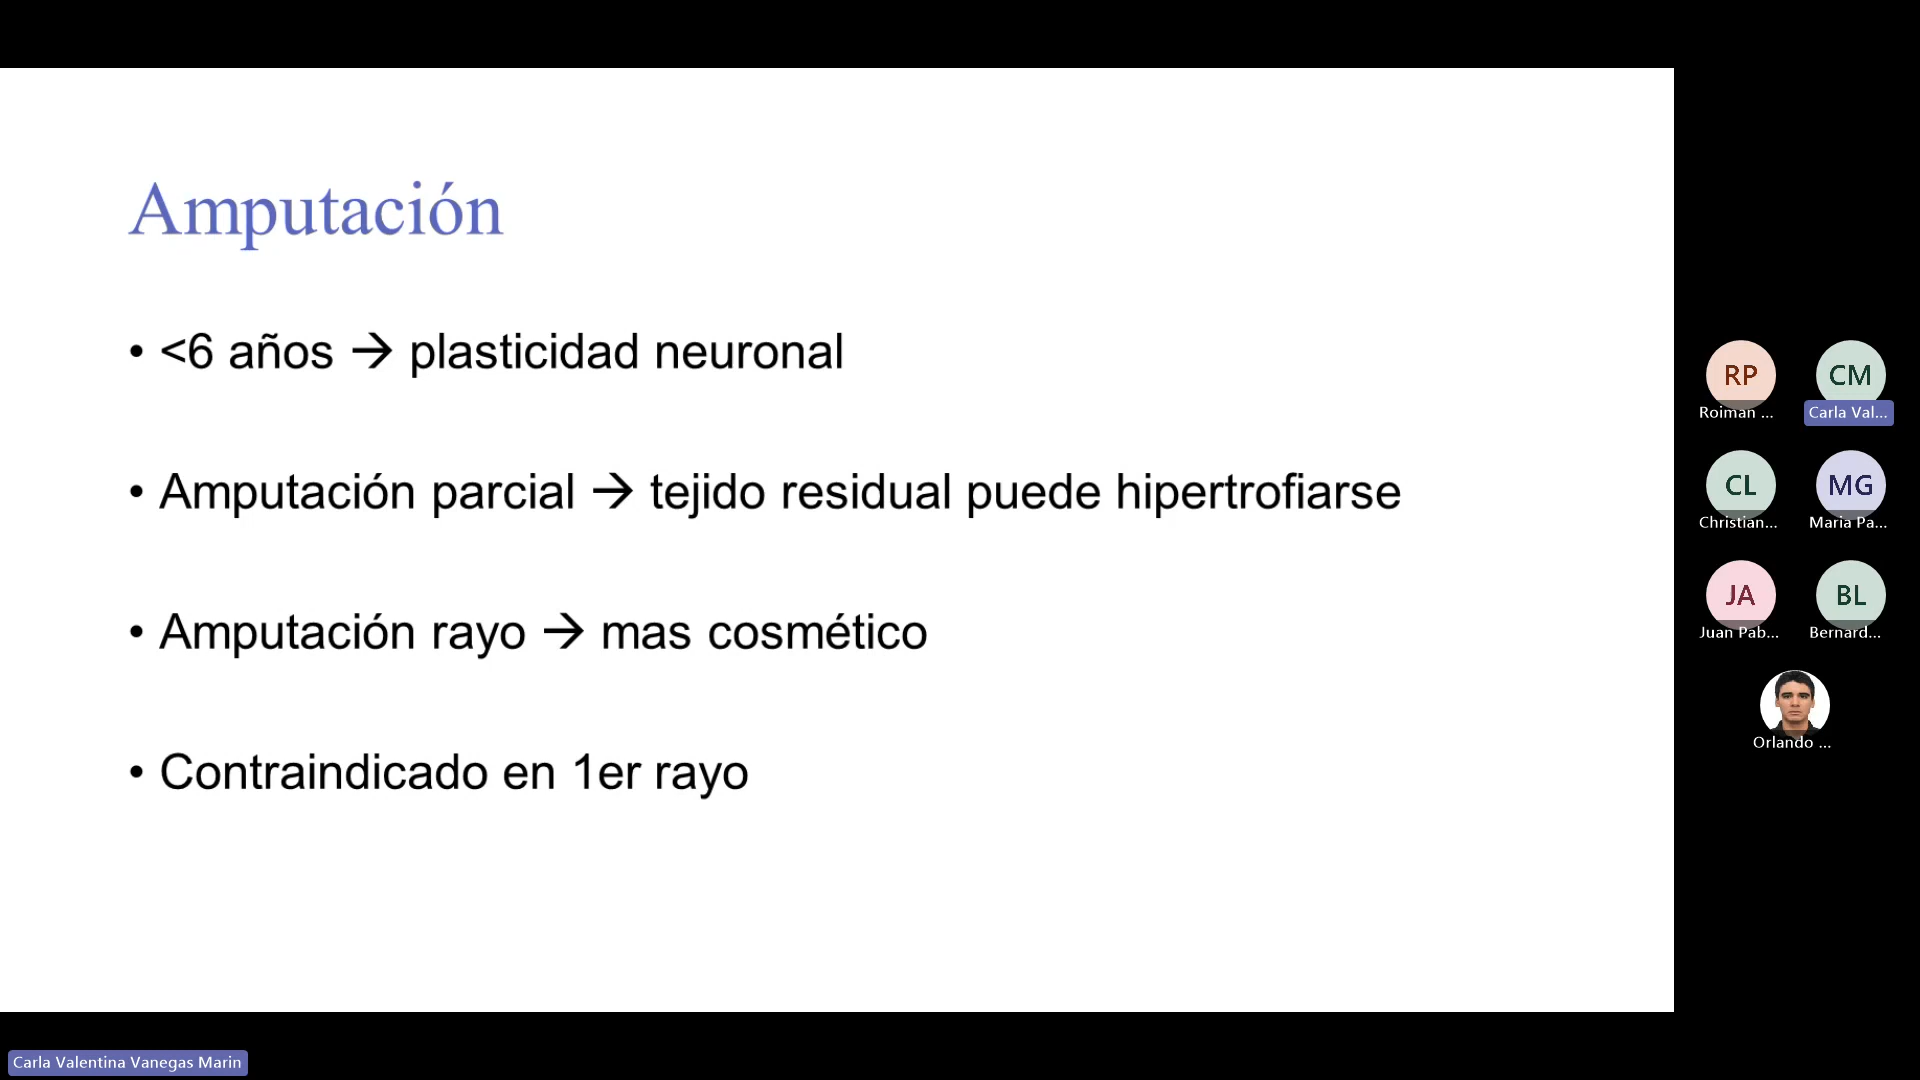 Amputación
• <6 años → plasticidad neuronal
• Amputación parcial → tejido residual puede hipertrofiarse
• Amputación rayo → mas cosmético
• Contraindicado en 1er rayo
RP
Roiman ...
CM
Carla Val...
CL
Christian...
MG
Maria Pa...
JA
Juan Pab...
BL
Bernard...
Orlando ...
Carla Valentina Vanegas Marin